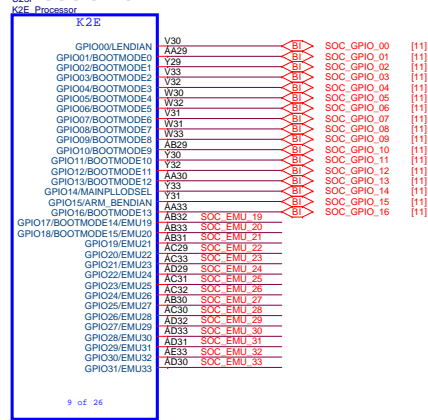 K2E_Processor
K2E
GPIO00/LENDIAN V30 BI SOC_GPIO_00 [11]
GPIO01/BOOTMODE0 AA29 BI SOC_GPIO_01 [11]
GPIO02/BOOTMODE1 Y29 BI SOC_GPIO_02 [11]
GPIO03/BOOTMODE2 V33 BI SOC_GPIO_03 [11]
GPIO04/BOOTMODE3 V32 BI SOC_GPIO_04 [11]
GPIO05/BOOTMODE4 W30 BI SOC_GPIO_05 [11]
GPIO06/BOOTMODE5 W32 BI SOC_GPIO_06 [11]
GPIO07/BOOTMODE6 V31 BI SOC_GPIO_07 [11]
GPIO08/BOOTMODE7 W31 BI SOC_GPIO_08 [11]
GPIO09/BOOTMODE8 W33 BI SOC_GPIO_09 [11]
GPIO10/BOOTMODE9 AB29 BI SOC_GPIO_10 [11]
GPIO11/BOOTMODE10 Y30 BI SOC_GPIO_11 [11]
GPIO12/BOOTMODE11 Y32 BI SOC_GPIO_12 [11]
GPIO13/BOOTMODE12 AA30 BI SOC_GPIO_13 [11]
GPIO14/MAINPLLODSEL Y33 BI SOC_GPIO_14 [11]
GPIO15/ARM_BENDIAN Y31 BI SOC_GPIO_15 [11]
GPIO16/BOOTMODE13 AA33 BI SOC_GPIO_16 [11]
GPIO17/BOOTMODE14/EMU19 AB32 SOC_EMU_19
GPIO18/BOOTMODE15/EMU20 AB33 SOC_EMU_20
GPIO19/EMU21 AB31 SOC_EMU_21
GPIO20/EMU22 AC29 SOC_EMU_22
GPIO21/EMU23 AC33 SOC_EMU_23
GPIO22/EMU24 AD29 SOC_EMU_24
GPIO23/EMU25 AC31 SOC_EMU_25
GPIO24/EMU26 AC32 SOC_EMU_26
GPIO25/EMU27 AB30 SOC_EMU_27
GPIO26/EMU28 AC30 SOC_EMU_28
GPIO27/EMU29 AD32 SOC_EMU_29
GPIO28/EMU30 AD33 SOC_EMU_30
GPIO29/EMU31 AD31 SOC_EMU_31
GPIO30/EMU32 AE33 SOC_EMU_32
GPIO31/EMU33 AD30 SOC_EMU_33
9 of 26